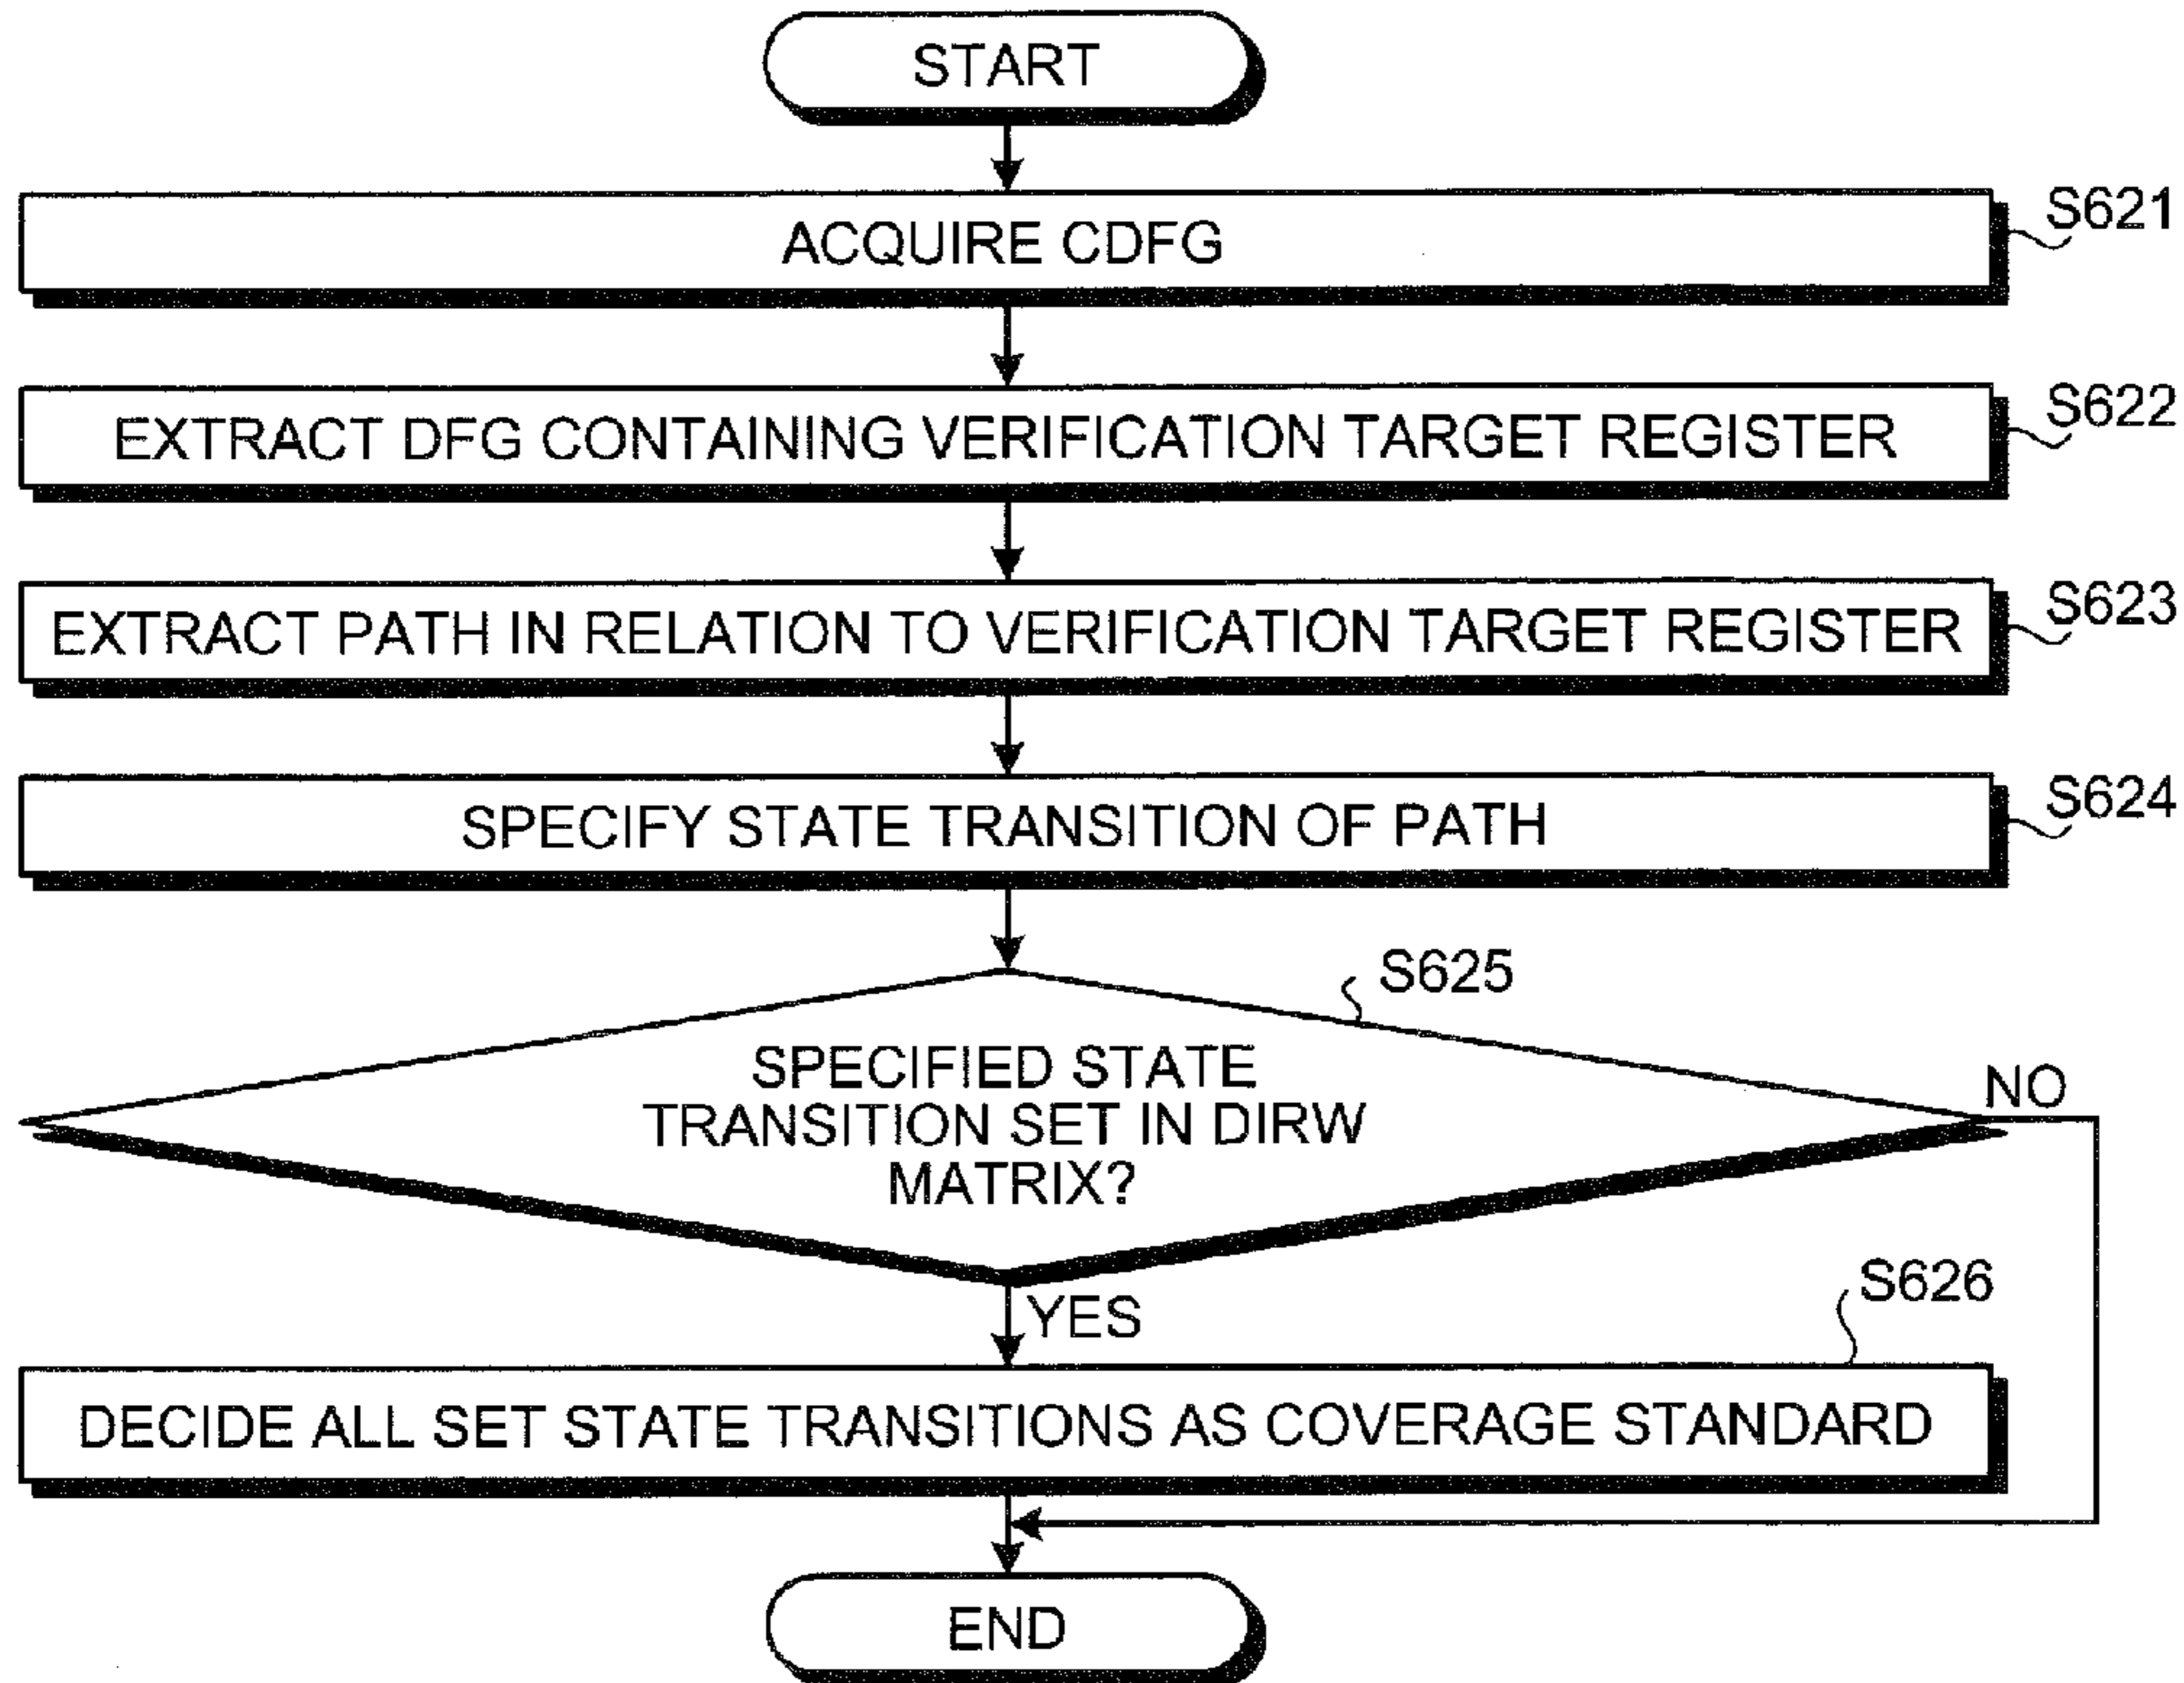 START
ACQUIRE CDFG
S621
EXTRACT DFG CONTAINING VERIFICATION TARGET REGISTER
S622
EXTRACT PATH IN RELATION TO VERIFICATION TARGET REGISTER
S623
SPECIFY STATE TRANSITION OF PATH
S624
S625
SPECIFIED STATE
TRANSITION SET IN DIRW
MATRIX?
NO
YES
S626
DECIDE ALL SET STATE TRANSITIONS AS COVERAGE STANDARD
END